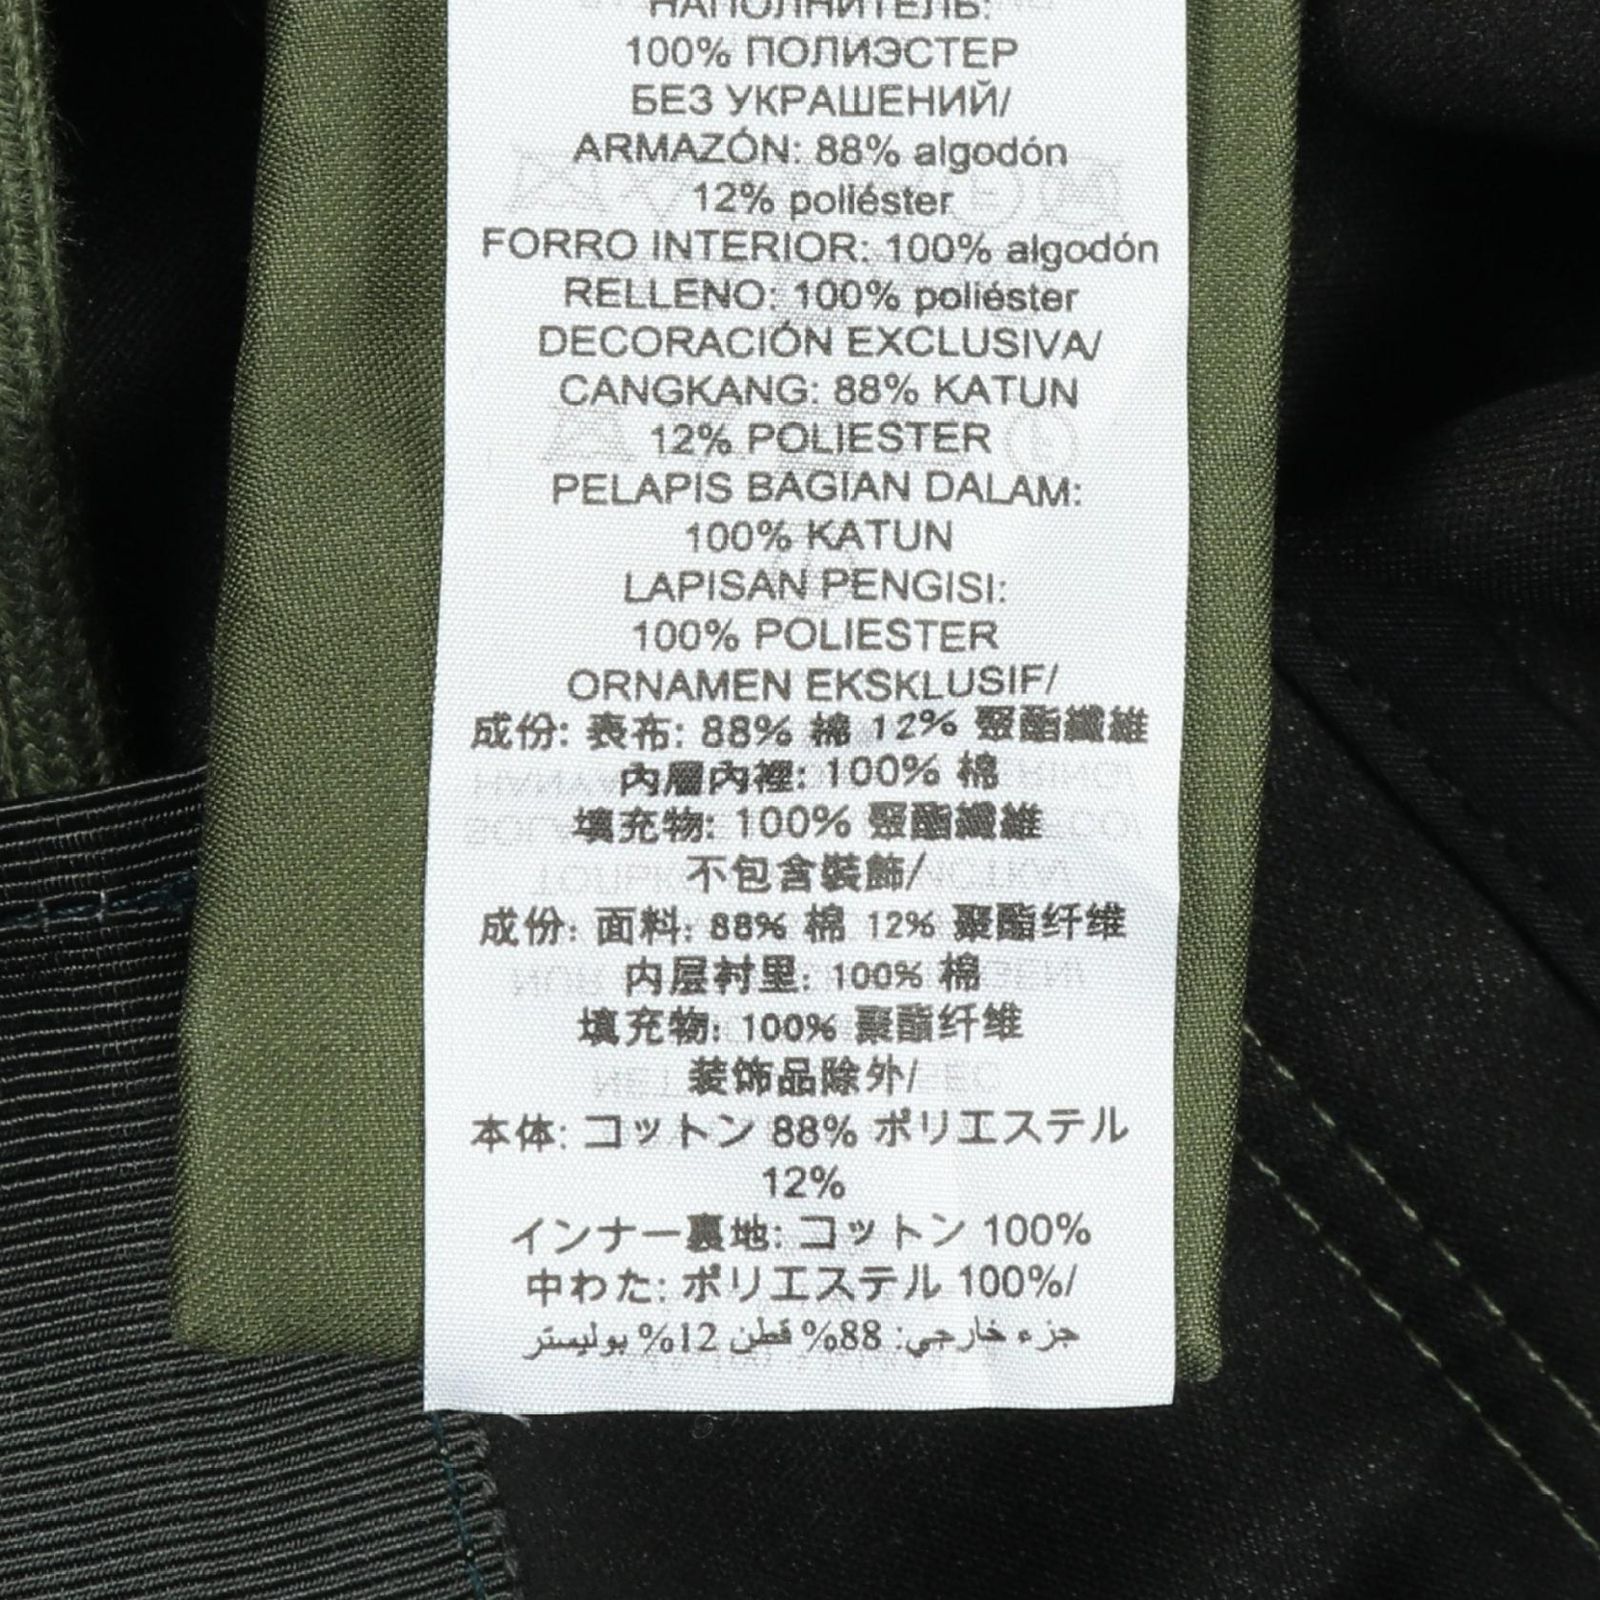 НАПОЛНИТЕЛЬ:
100% ПОЛИЭСТЕР
БЕЗ УКРАШЕНИЙ/
ARMAZÓN: 88% algodón
12% poliéster
FORRO INTERIOR: 100% algodón
RELLENO: 100% poliéster
DECORACIÓN EXCLUSIVA/
CANGKANG: 88% KATUN
12% POLIESTER
PELAPIS BAGIAN DALAM:
100% KATUN
LAPISAN PENGISI:
100% POLIESTER
ORNAMEN EKSKLUSIF/
成份: 表布: 88% 棉 12% 聚酯纖維
內層內裡: 100% 棉
填充物: 100% 聚酯纖維
不包含裝飾/
成份: 面料: 88% 棉 12% 聚酯纤维
内层衬里: 100% 棉
填充物: 100% 聚酯纤维
装饰品除外/
本体: コットン 88% ポリエステル
12%
インナー裏地: コットン 100%
中わた: ポリエステル 100%/
جزء خارجي: 88% قطن 12% بوليستر